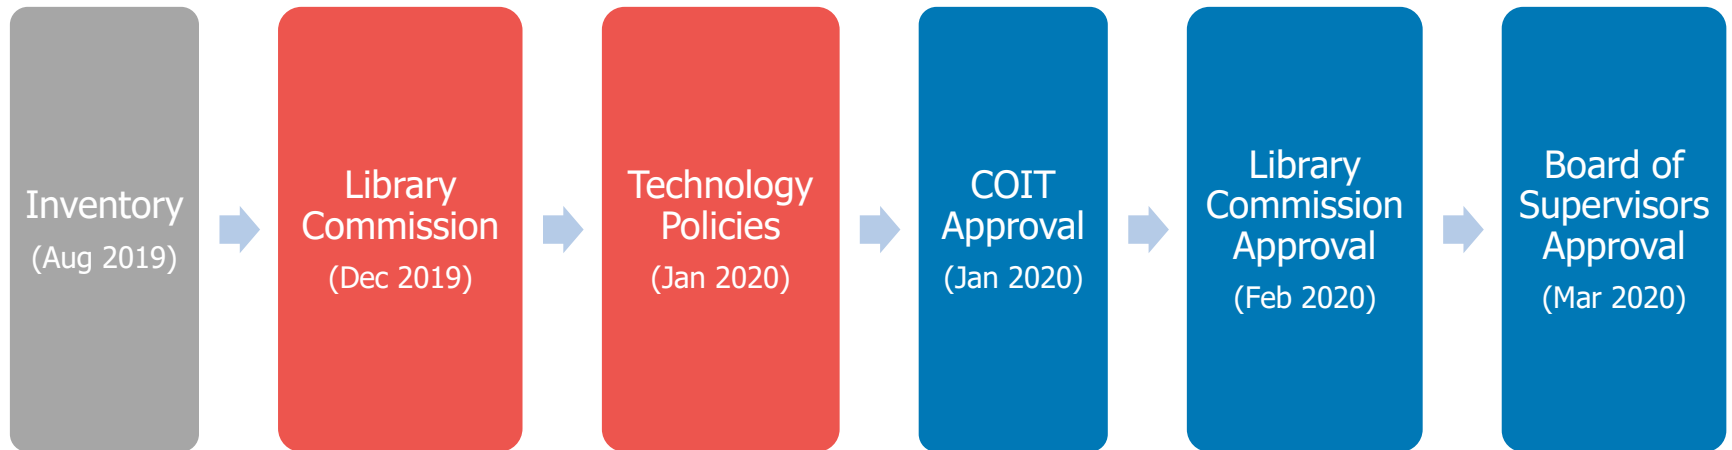 Inventory
(Aug 2019)
Library
Commission
(Dec 2019)
Technology
Policies
(Jan 2020)
COIT
Approval
(Jan 2020)
Library
Commission
Approval
(Feb 2020)
Board of
Supervisors
Approval
(Mar 2020)